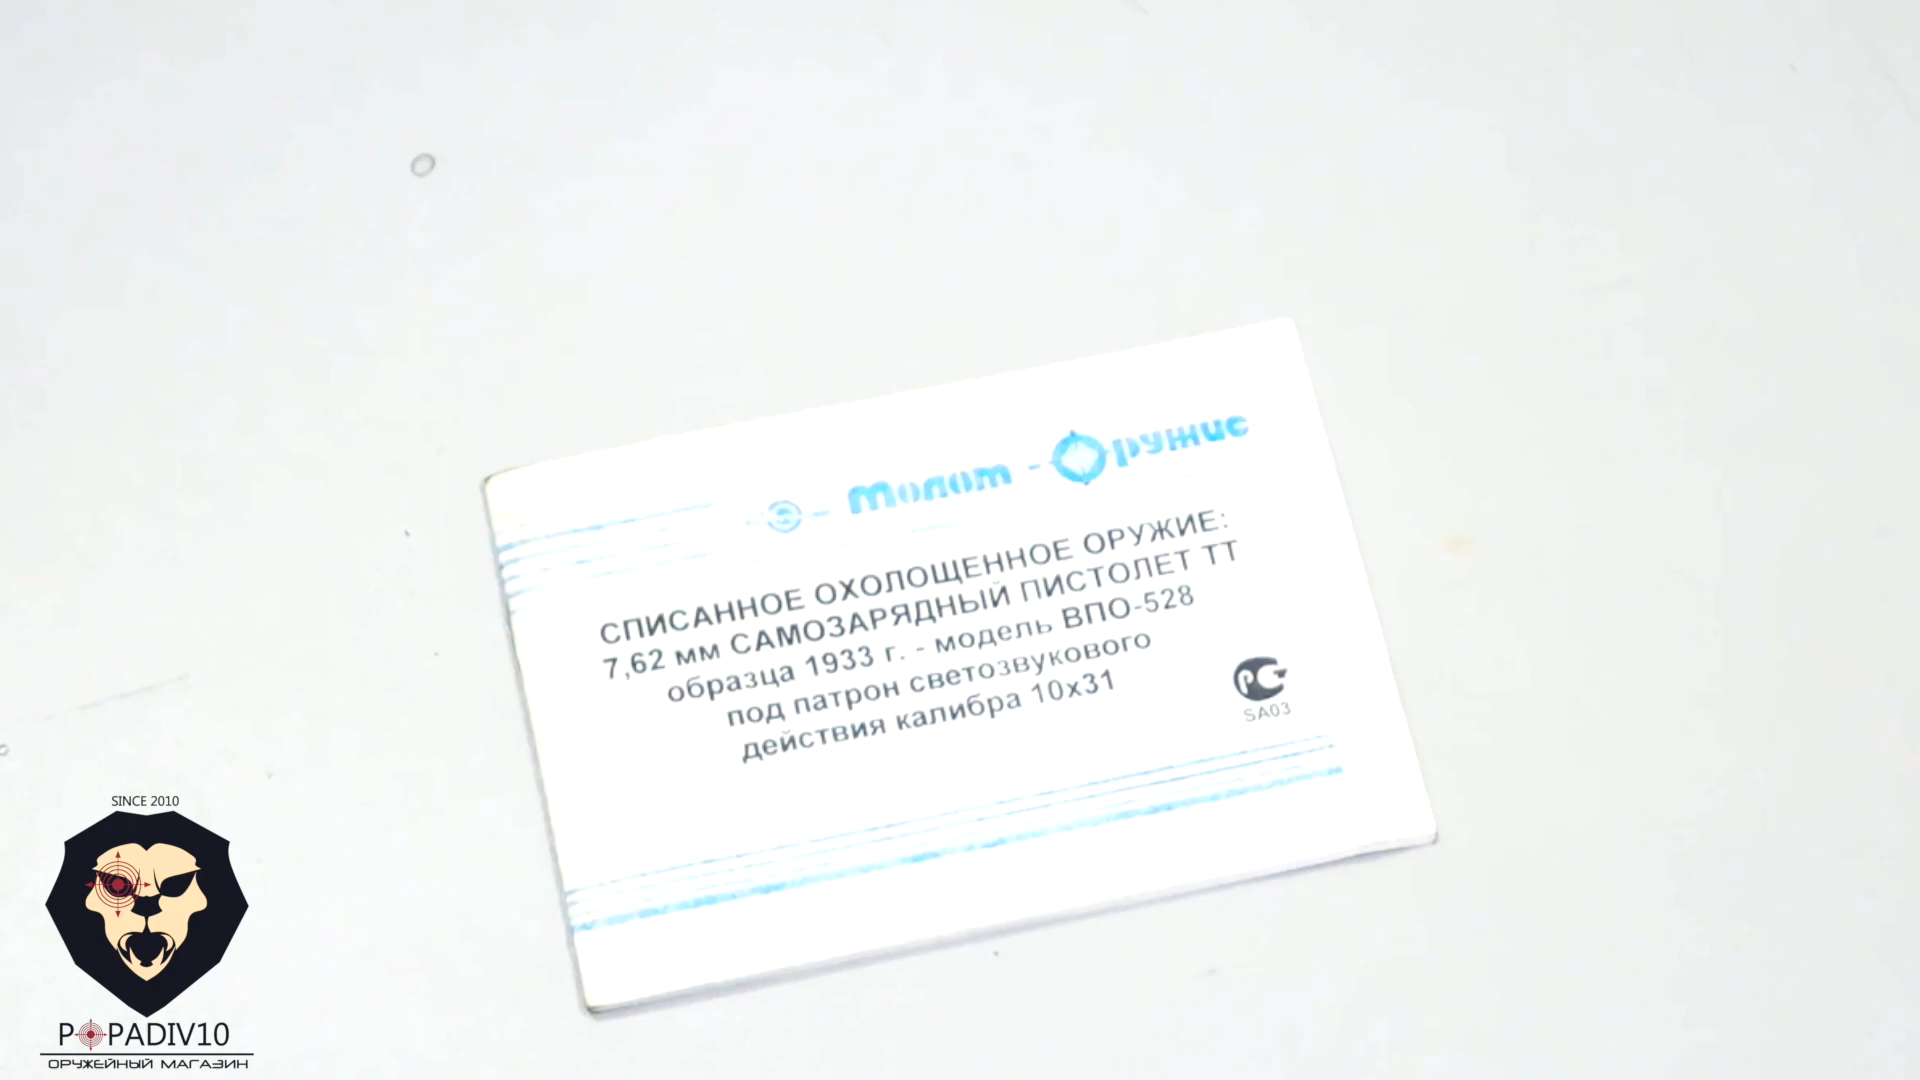 Молот - Оружие
СПИСАННОЕ ОХОЛОЩЕННОЕ ОРУЖИЕ:
7,62 мм САМОЗАРЯДНЫЙ ПИСТОЛЕТ ТТ
образца 1933 г. - модель ВПО-528
под патрон светозвукового
действия калибра 10х31
РС
SA03
SINCE 2010
POPADIV10
ОРУЖЕЙНЫЙ МАГАЗИН